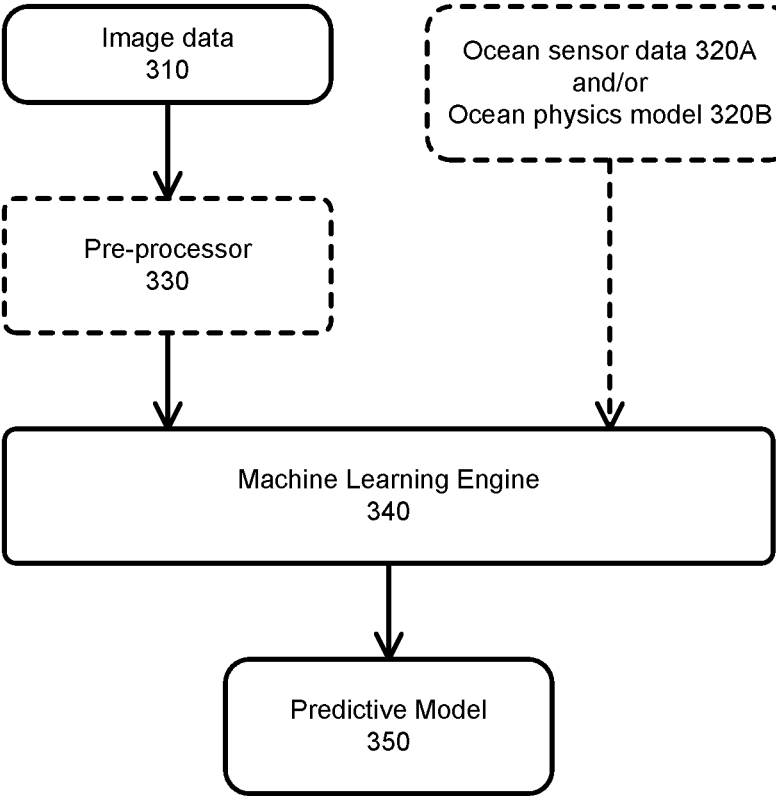 Image data
310
Ocean sensor data 320A
and/or
Ocean physics model 320B
Pre-processor
330
Machine Learning Engine
340
Predictive Model
350